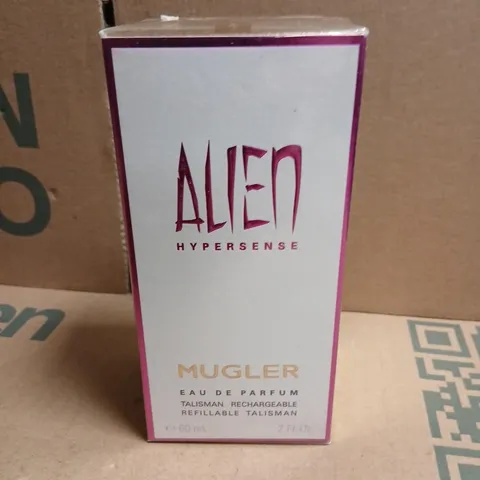 ALIEN
HYPERSENSE
MUGLER
EAU DE PARFUM
TALISMAN RECHARGEABLE
REFILLABLE TALISMAN